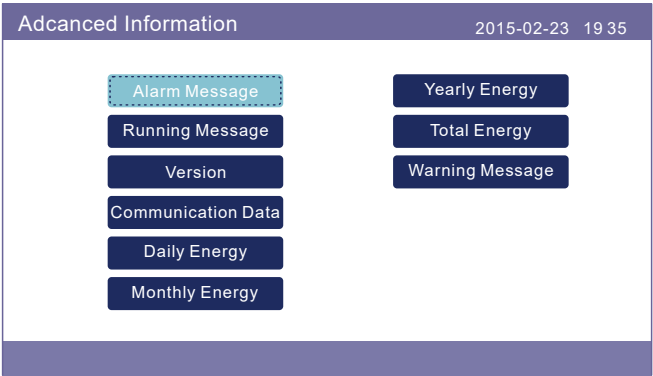 Adcanced Information
2015-02-23 19 35
Alarm Message
Running Message
Version
Communication Data
Daily Energy
Monthly Energy
Yearly Energy
Total Energy
Warning Message